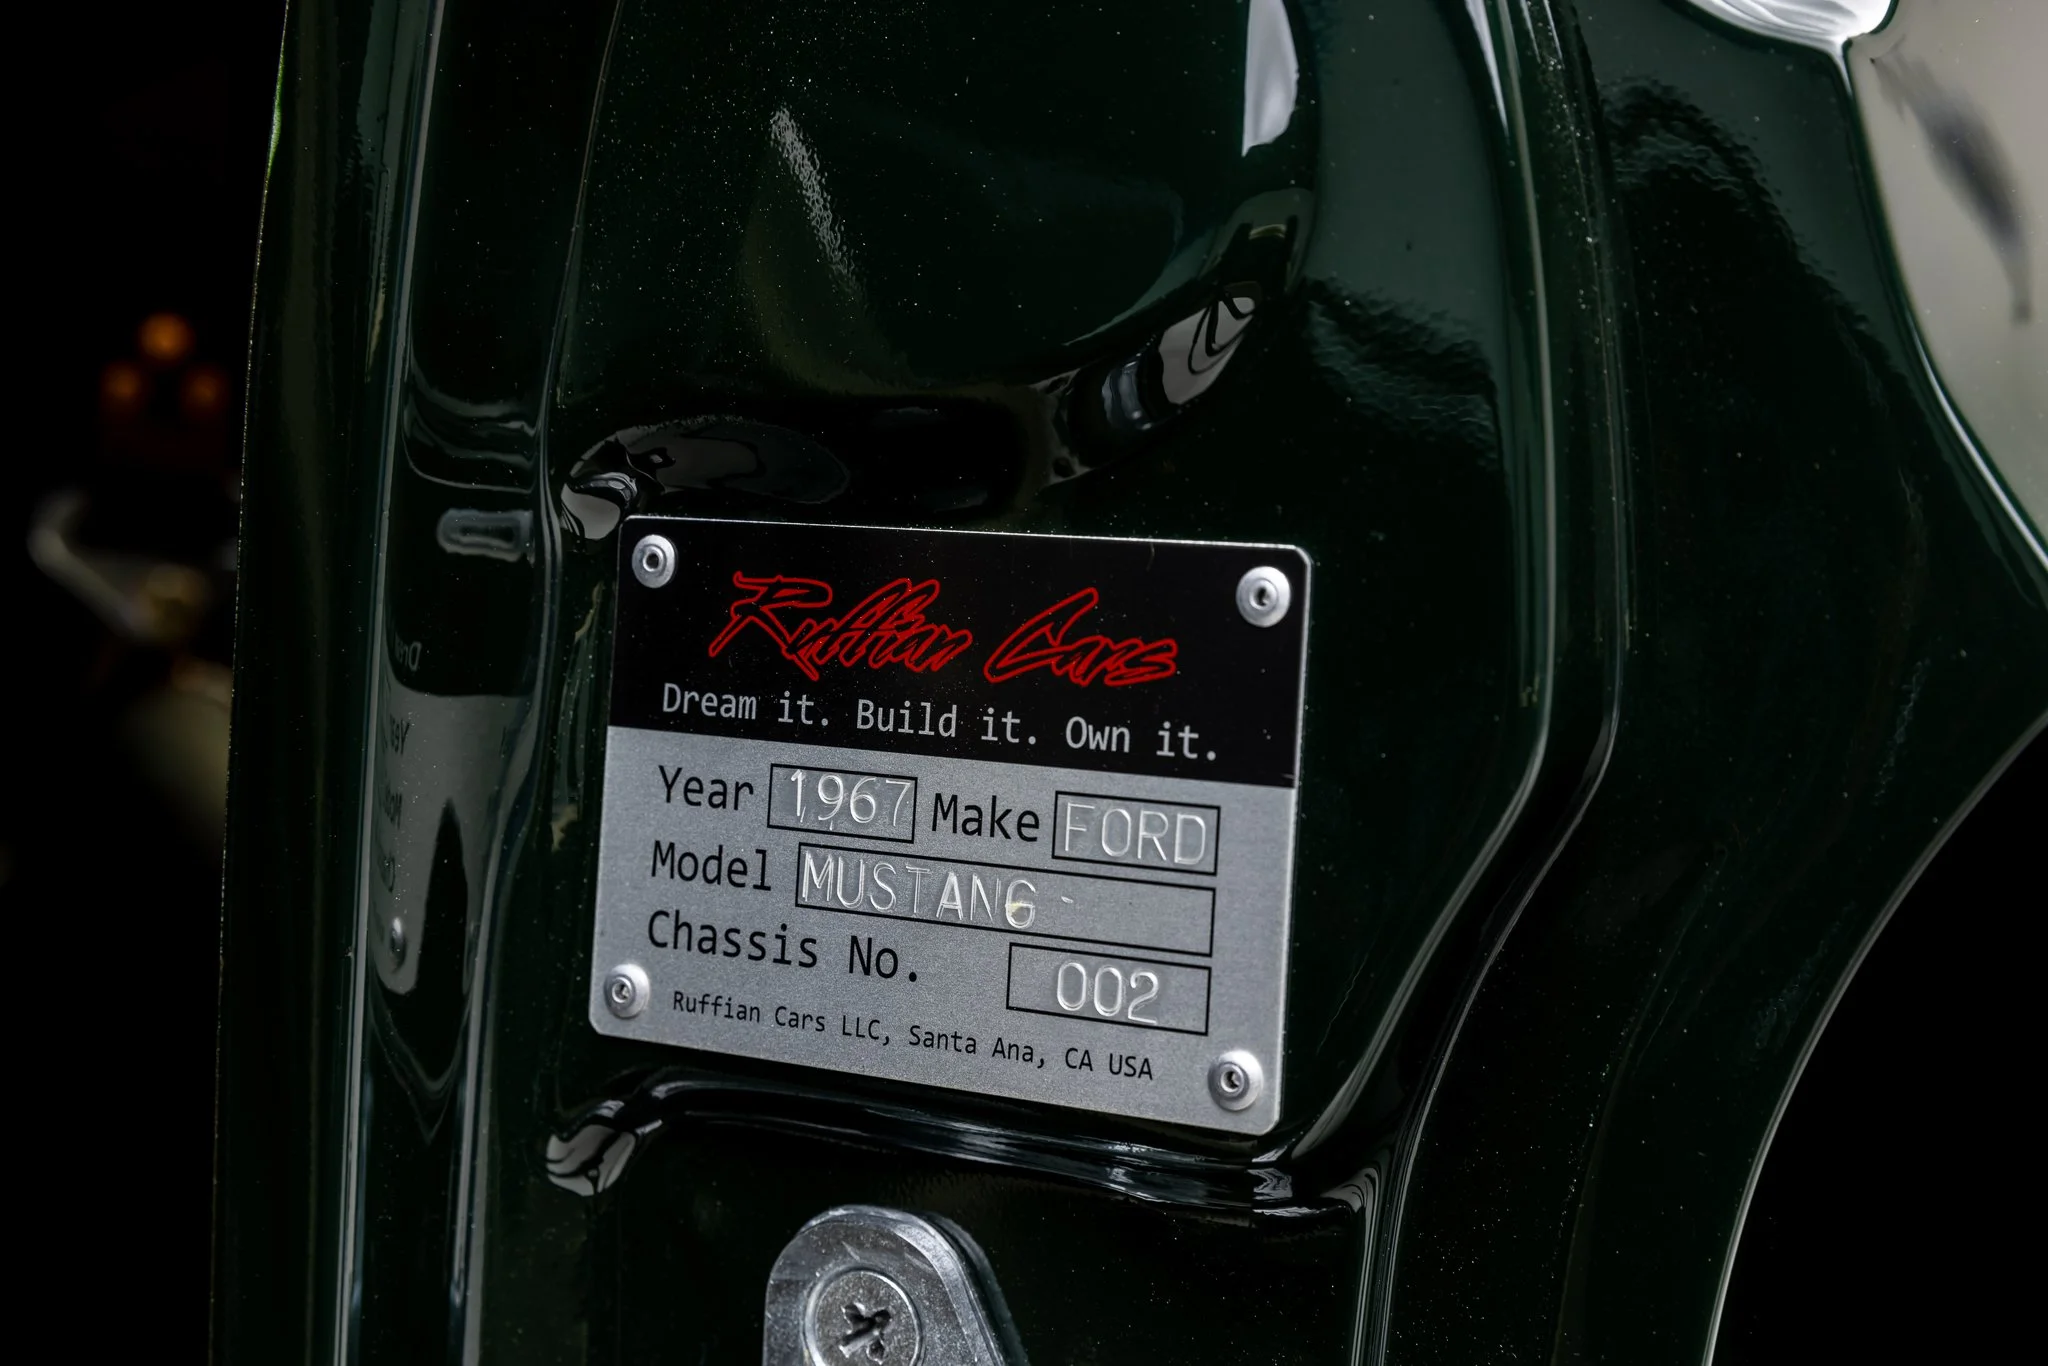 Ruffian Cars
Dream it. Build it. Own it.
Year 1967 Make FORD
Model MUSTANG
Chassis No. 002
Ruffian Cars LLC, Santa Ana, CA USA